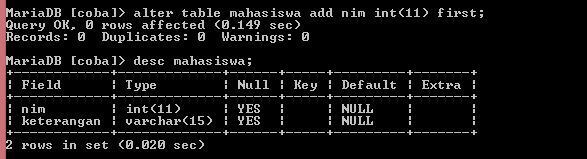 MariaDB [coba]> alter table mahasiswa add nim int(11) first;
Query OK, 0 rows affected (0.149 sec)
Records: 0  Duplicates: 0  Warnings: 0

MariaDB [coba]> desc mahasiswa;
+------------+-------------+------+-----+---------+-------+
| Field      | Type        | Null | Key | Default | Extra |
+------------+-------------+------+-----+---------+-------+
| nim        | int(11)     | YES  |     | NULL    |       |
| keterangan | varchar(15) | YES  |     | NULL    |       |
+------------+-------------+------+-----+---------+-------+
2 rows in set (0.020 sec)